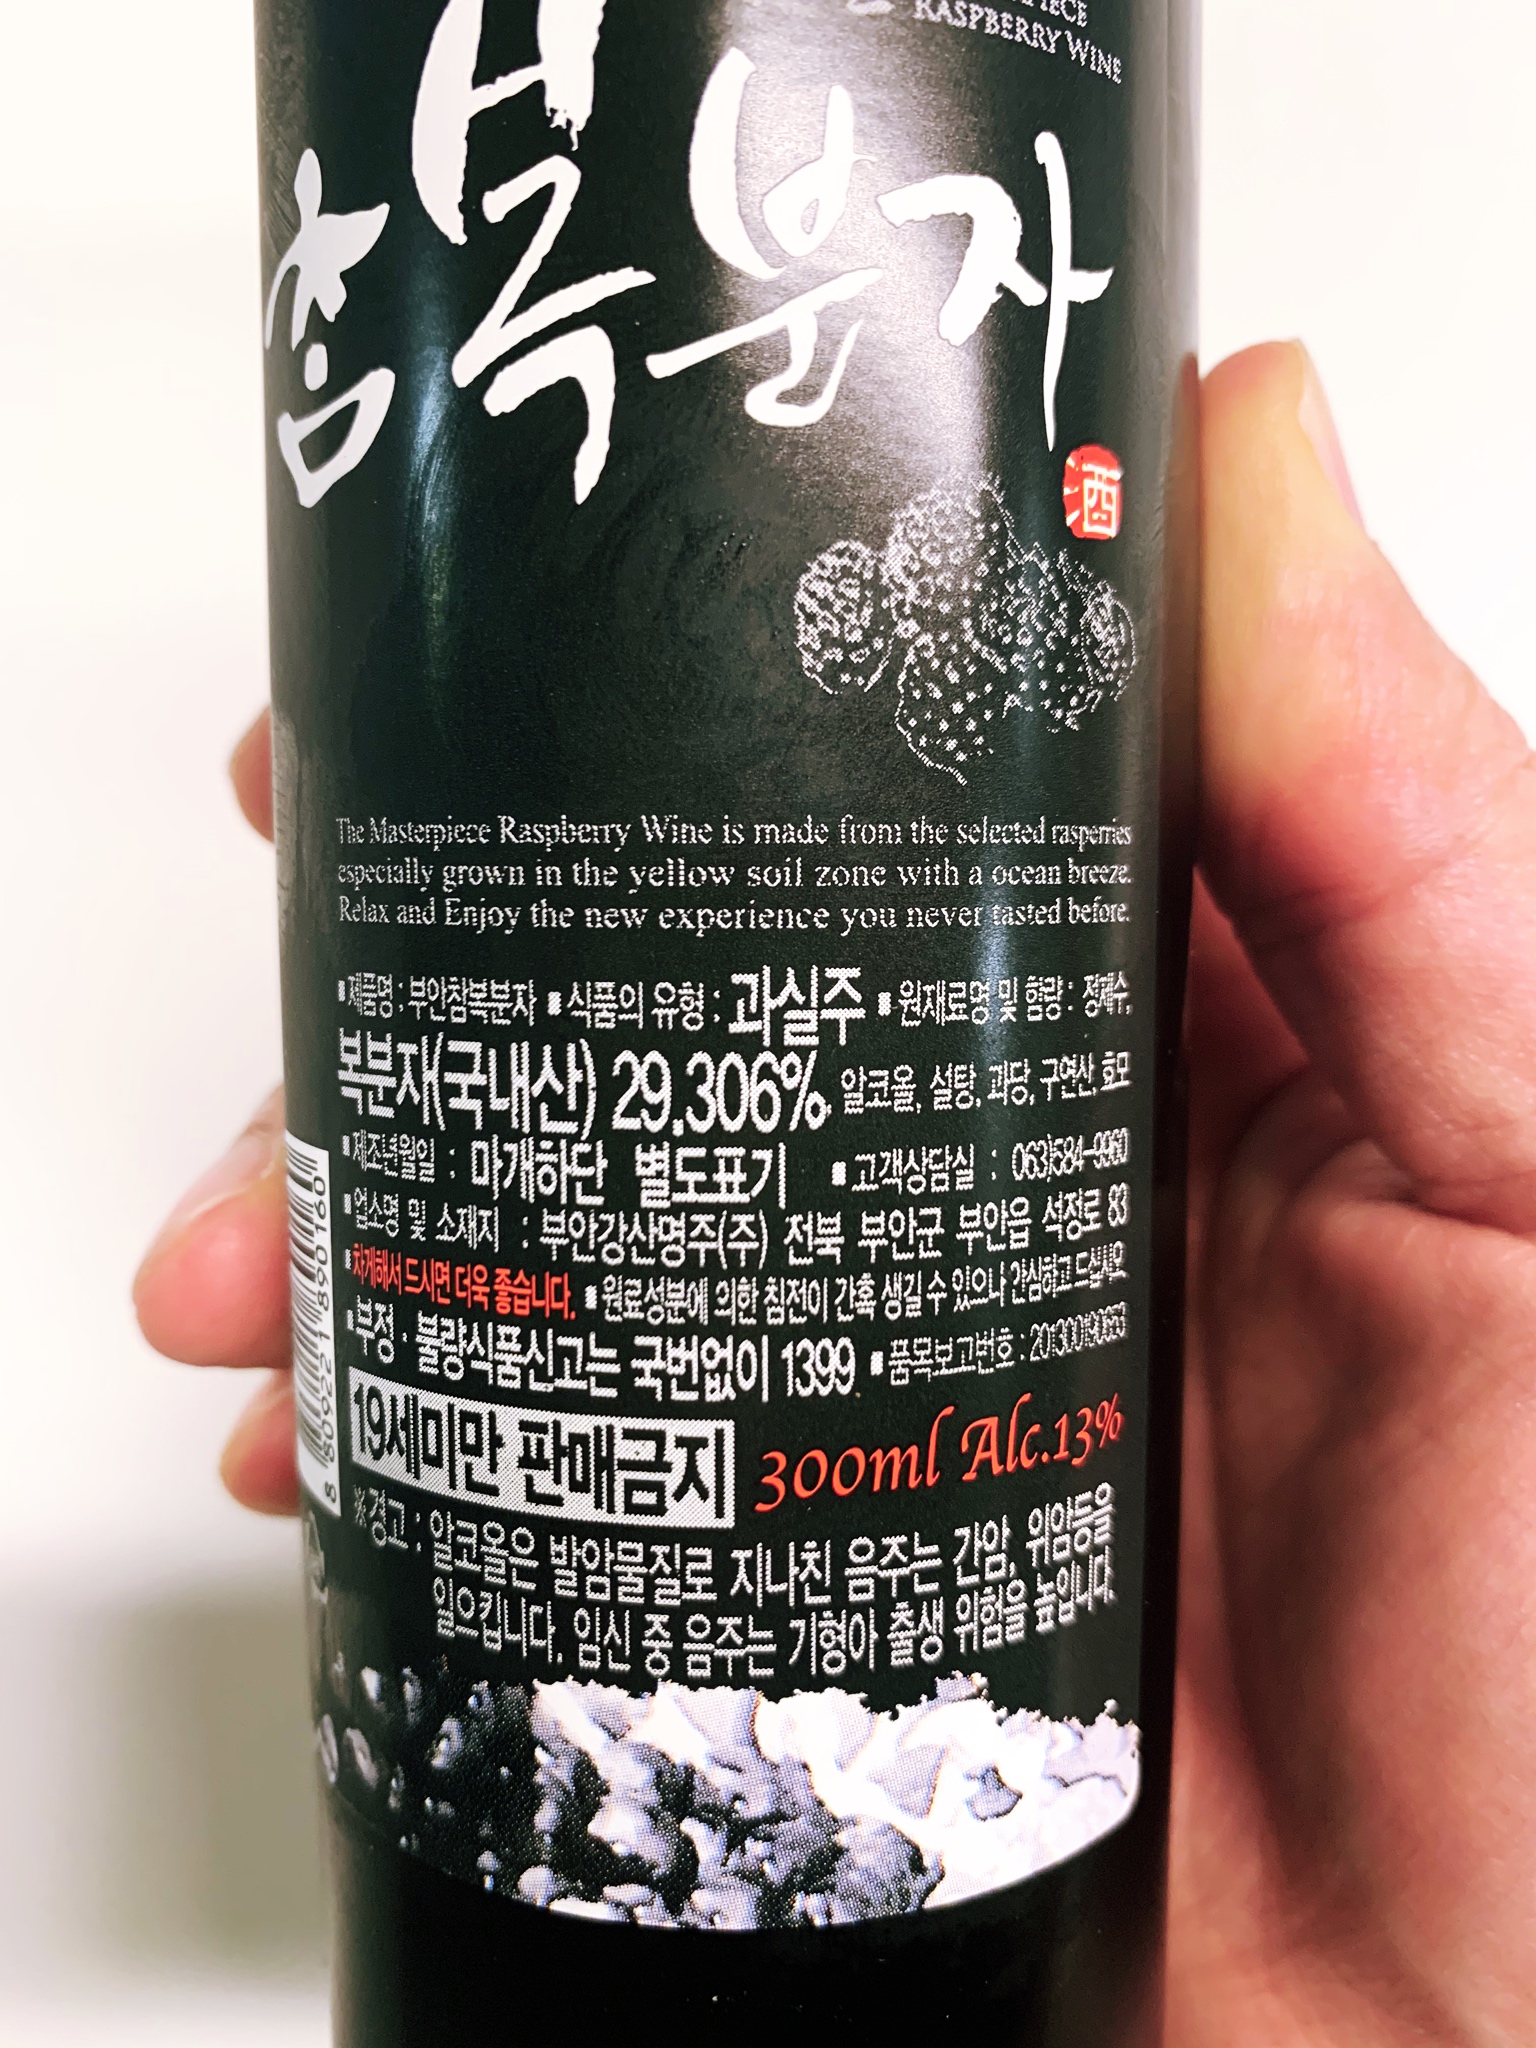 RASPBERRY WINE
참 복분자
酒
The Masterpiece Raspberry Wine is made from the selected rasperries
especially grown in the yellow soil zone with a ocean breeze.
Relax and Enjoy the new experience you never tasted before.
▪제품명 : 부안참복분자 ▪식품의 유형 : 과실주 ▪원재료명 및 함량 : 정제수,
복분재(국내산) 29.306%, 알코올, 설탕, 과당, 구연산, 효모
▪제조년월일 : 마개하단 별도표기 ▪고객상담실 : 063)584-9960
▪업소명 및 소재지 : 부안강산명주(주) 전북 부안군 부안읍 석정로 83
▪차게해서 드시면 더욱 좋습니다. ▪원료성분에 의한 침전이 간혹 생길 수 있으나 안심하고 드십시오
▪부정·불량식품신고는 국번없이 1399 ▪품목보고번호 :
19세미만 판매금지 300ml Alc.13%
※경고 : 알코올은 발암물질로 지나친 음주는 간암, 위암등을
일으킵니다. 임신 중 음주는 기형아 출생 위험을 높입니다.
8 809221 890160